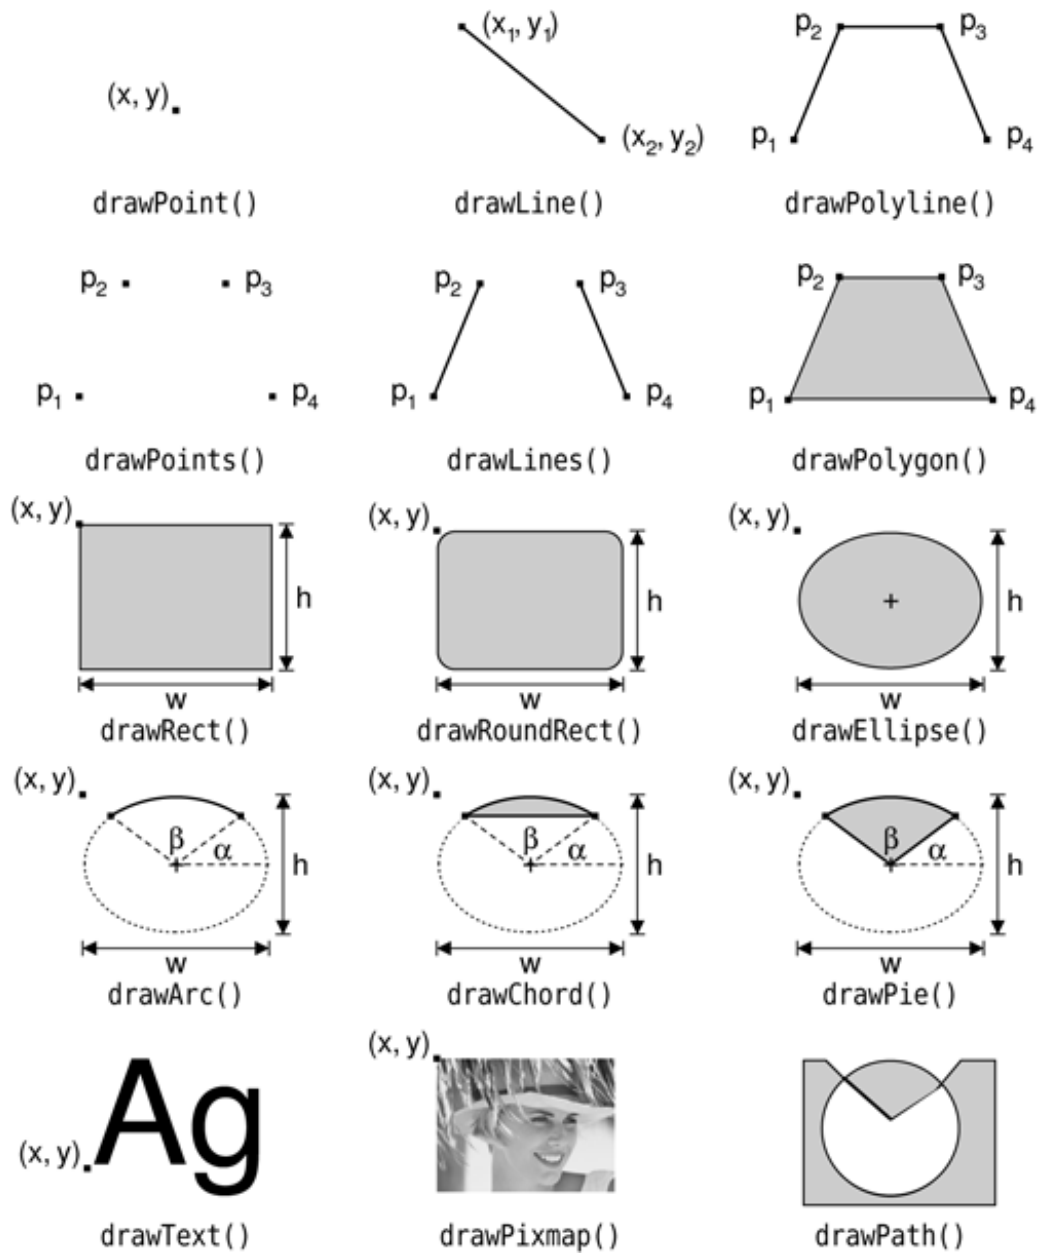 (x, y)
(x₁, y₁)
(x₂, y₂)
p₂ p₃
p₁ p₄
drawPoint() drawLine() drawPolyline()
p₂ p₃ p₂ p₃ p₂ p₃
p₁ p₄ p₁ p₄ p₁ p₄
drawPoints() drawLines() drawPolygon()
(x, y) (x, y) (x, y)
h h h
w w w
drawRect() drawRoundRect() drawEllipse()
(x, y) (x, y) (x, y)
β α h β α h β α h
w w w
drawArc() drawChord() drawPie()
(x, y)
Ag
(x, y)
drawText() drawPixmap() drawPath()